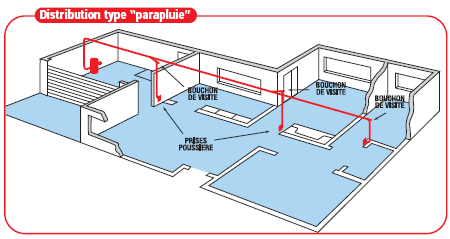 Distribution type "parapluie"
BOUCHON
DE VISITE
BOUCHON
DE VISITE
BOUCHON
DE VISITE
PRISES
POUSSIERE